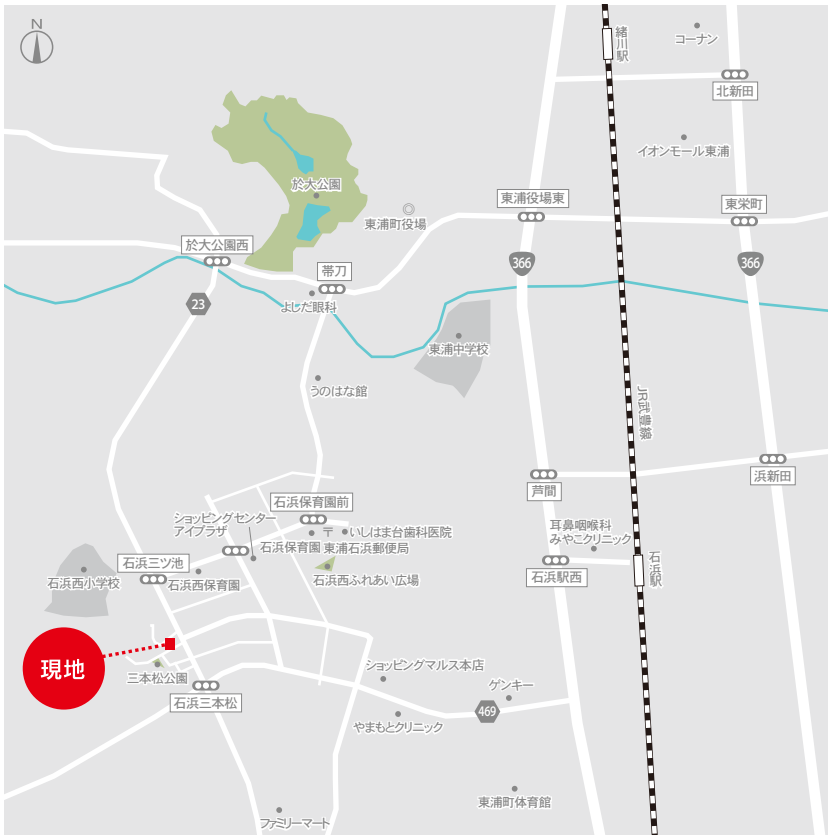 N
緒川駅
コーナン
北新田
イオンモール東浦
於大公園
東浦町役場
東浦役場東
東栄町
於大公園西
帯刀
366
366
23
よしだ眼科
東浦中学校
うのはな館
JR武豊線
芦間
浜新田
石浜保育園前
ショッピングセンター
アイプラザ
石浜保育園
〒
東浦石浜郵便局
いしはま台歯科医院
耳鼻咽喉科
みやこクリニック
石浜三ツ池
石浜西小学校
石浜西保育園
石浜西ふれあい広場
石浜駅西
石浜駅
現地
三本松公園
石浜三本松
ショッピングマルス本店
ゲンキー
469
やまもとクリニック
東浦町体育館
ファミリーマート